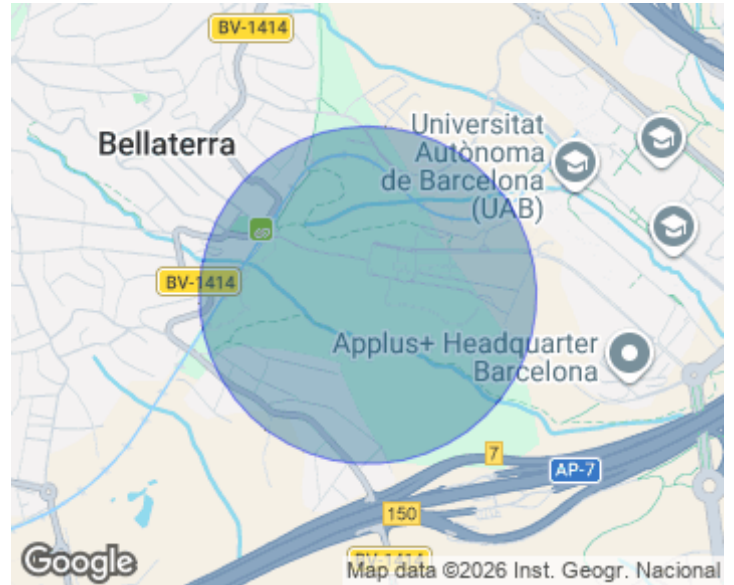 BV-1414
Bellaterra
Universitat
Autònoma
de Barcelona
(UAB)
BV-1414
Applus+ Headquarter
Barcelona
7
AP-7
150
BV-1414
Google
Map data ©2026 Inst. Geogr. Nacional